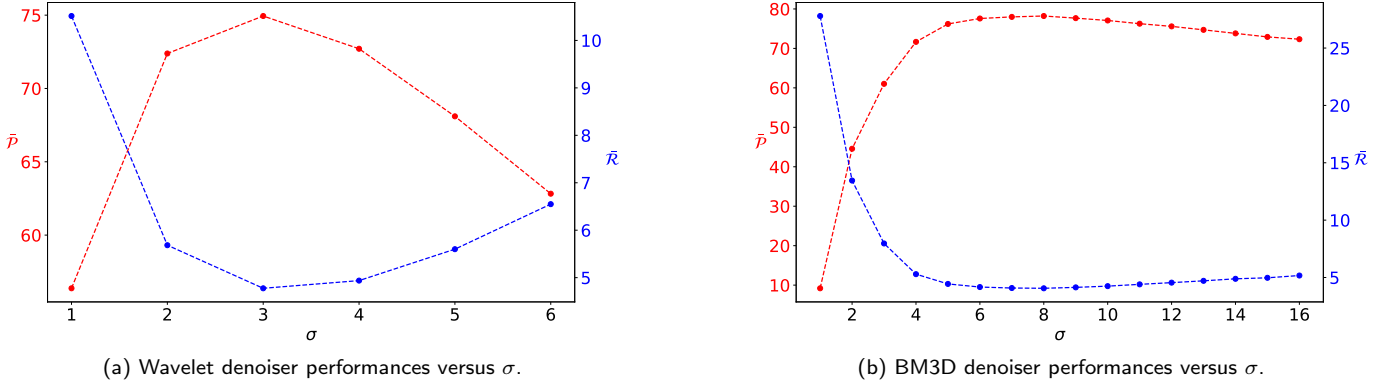 75
70
65
60
P̄
10
9
8
7
6
5
R̄
1 2 3 4 5 6
σ
(a) Wavelet denoiser performances versus σ.
80
70
60
50
40
30
20
10
P̄
25
20
15
10
5
R̄
2 4 6 8 10 12 14 16
σ
(b) BM3D denoiser performances versus σ.